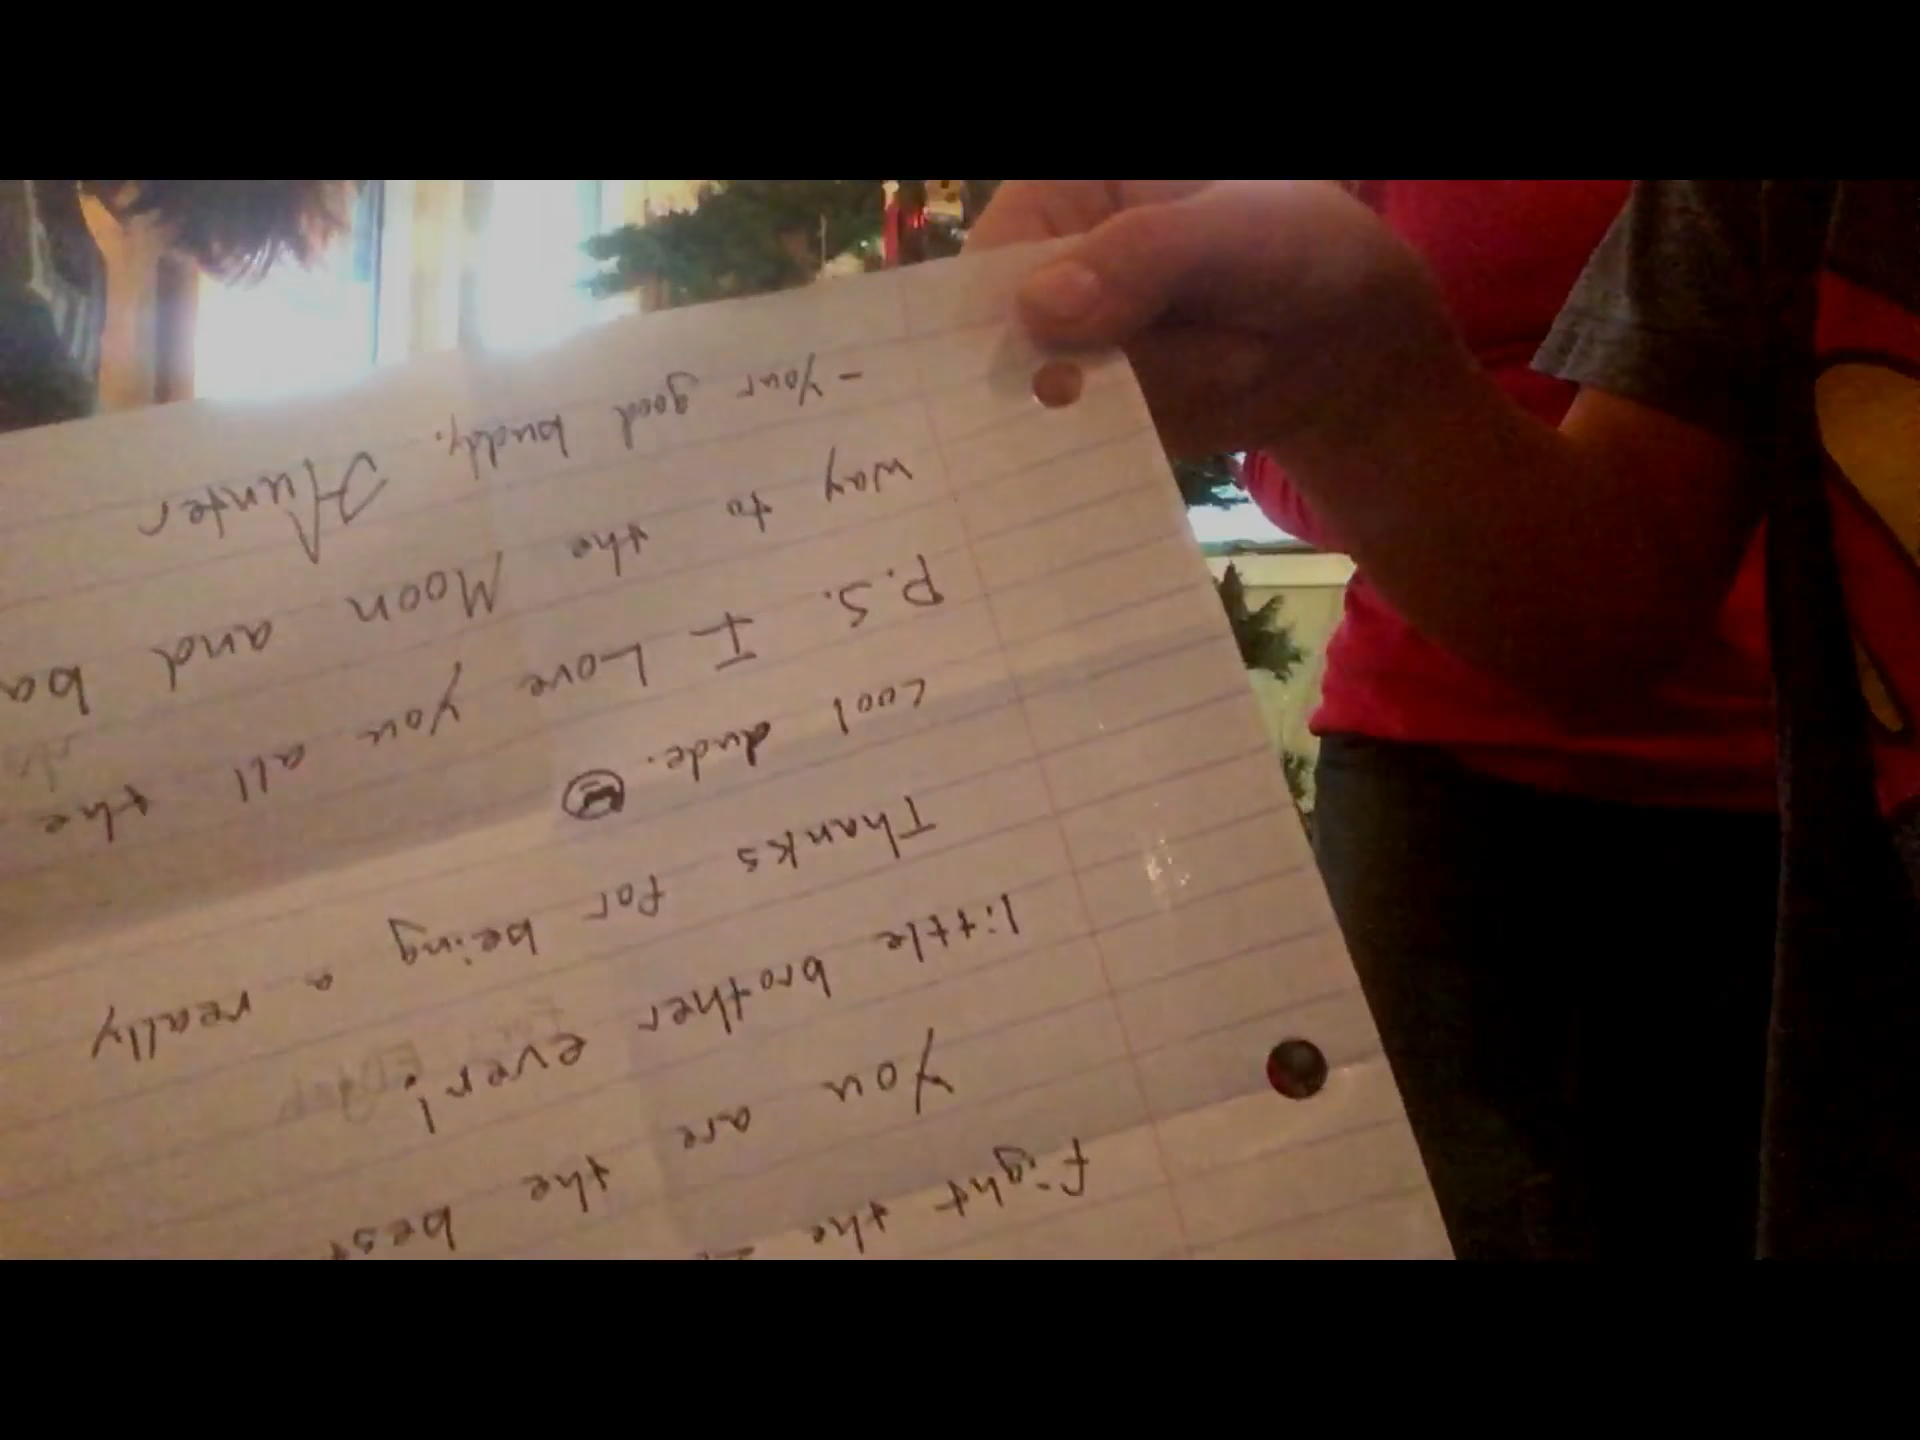 fight the
You are the best
little brother ever!
Thanks for being a really
cool dude.
P.S. I Love you all the
way to the Moon and ba
- Your good buddy. Hunter